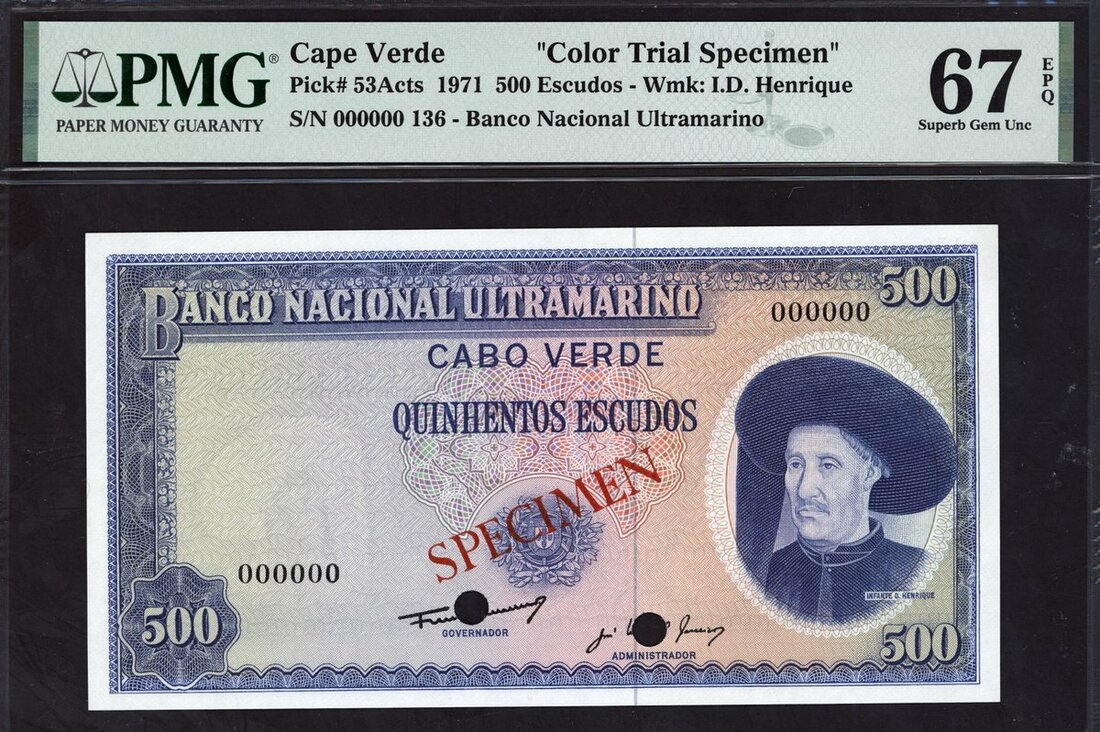 PMG®
PAPER MONEY GUARANTY
Cape Verde "Color Trial Specimen"
Pick# 53Acts 1971 500 Escudos - Wmk: I.D. Henrique
S/N 000000 136 - Banco Nacional Ultramarino
67
EPQ
Superb Gem Unc
BANCO NACIONAL ULTRAMARINO
500
000000
CABO VERDE
QUINHENTOS ESCUDOS
SPECIMEN
000000
INFANTE D. HENRIQUE
500
GOVERNADOR
ADMINISTRADOR
500